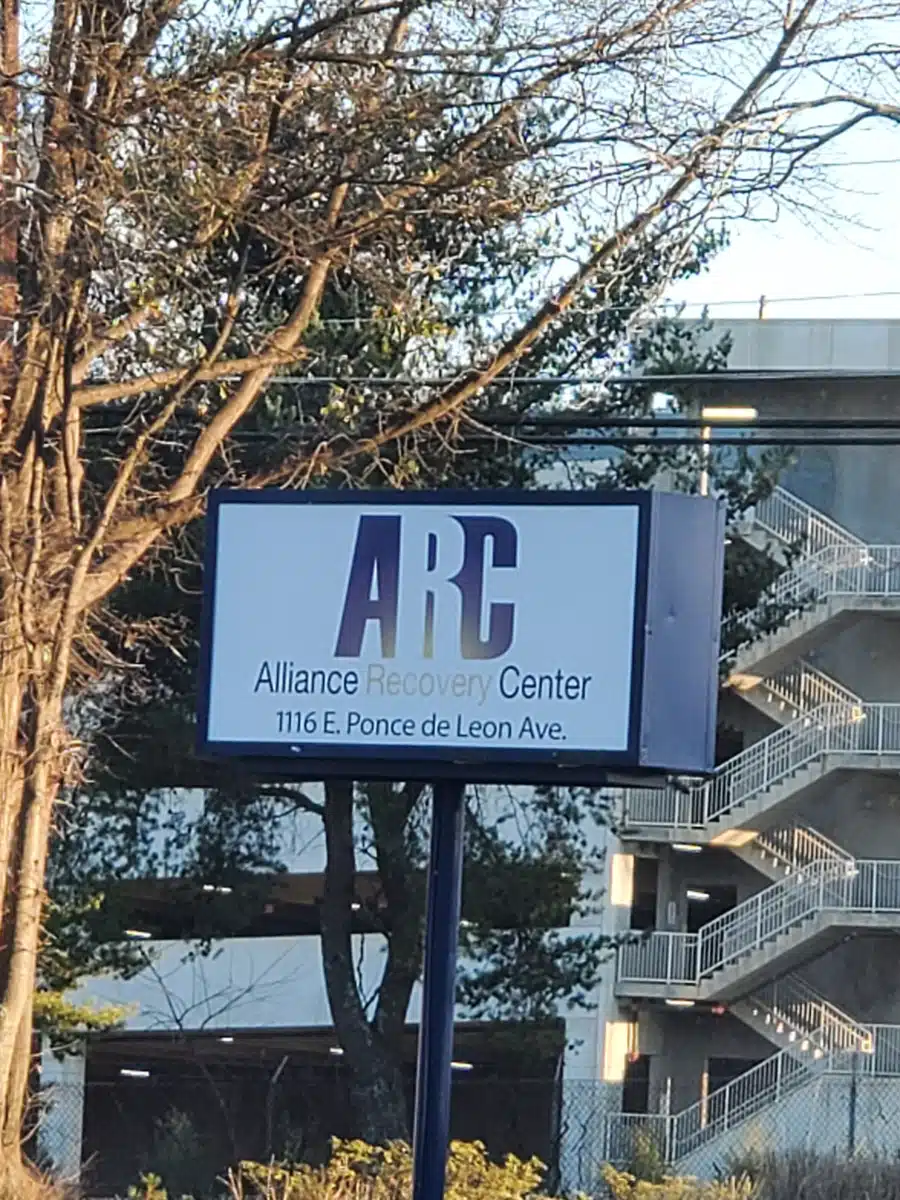 ARC
Alliance Recovery Center
1116 E. Ponce de Leon Ave.